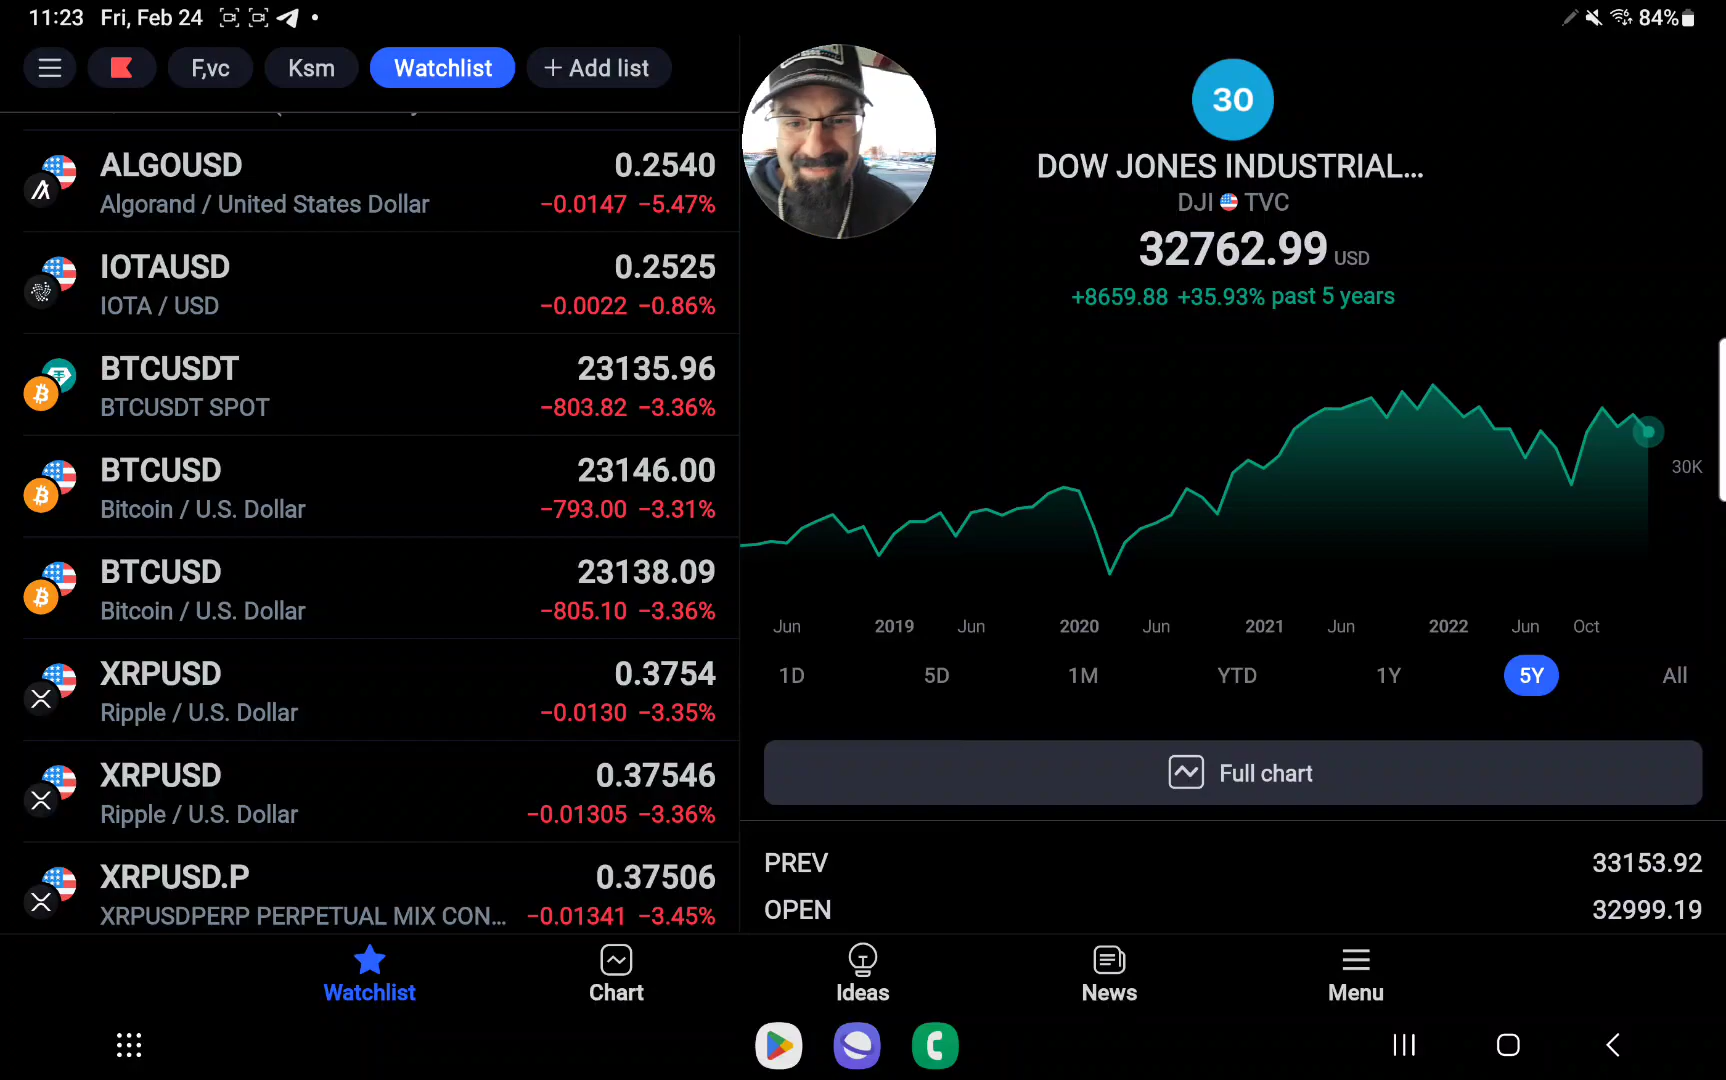 11:23 Fri, Feb 24
84%
F,vc
Ksm
Watchlist
+ Add list
ALGOUSD
0.2540
Algorand / United States Dollar
−0.0147 −5.47%
IOTAUSD
0.2525
IOTA / USD
−0.0022 −0.86%
BTCUSDT
23135.96
BTCUSDT SPOT
−803.82 −3.36%
BTCUSD
23146.00
Bitcoin / U.S. Dollar
−793.00 −3.31%
BTCUSD
23138.09
Bitcoin / U.S. Dollar
−805.10 −3.36%
XRPUSD
0.3754
Ripple / U.S. Dollar
−0.0130 −3.35%
XRPUSD
0.37546
Ripple / U.S. Dollar
−0.01305 −3.36%
XRPUSD.P
0.37506
XRPUSDPERP PERPETUAL MIX CON...
−0.01341 −3.45%
30
DOW JONES INDUSTRIAL...
DJI TVC
32762.99 USD
+8659.88 +35.93% past 5 years
30K
Jun 2019 Jun 2020 Jun 2021 Jun 2022 Jun Oct
1D 5D 1M YTD 1Y 5Y All
Full chart
PREV 33153.92
OPEN 32999.19
Watchlist
Chart
Ideas
News
Menu